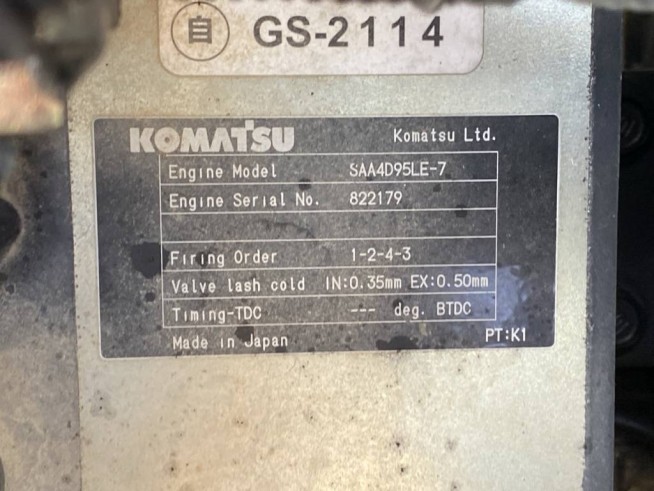 自 GS-2114
KOMATSU Komatsu Ltd.
Engine Model SAA4D95LE-7
Engine Serial No. 822179
Firing Order 1-2-4-3
Valve lash cold IN:0.35mm EX:0.50mm
Timing-TDC --- deg. BTDC
Made in Japan PT:K1